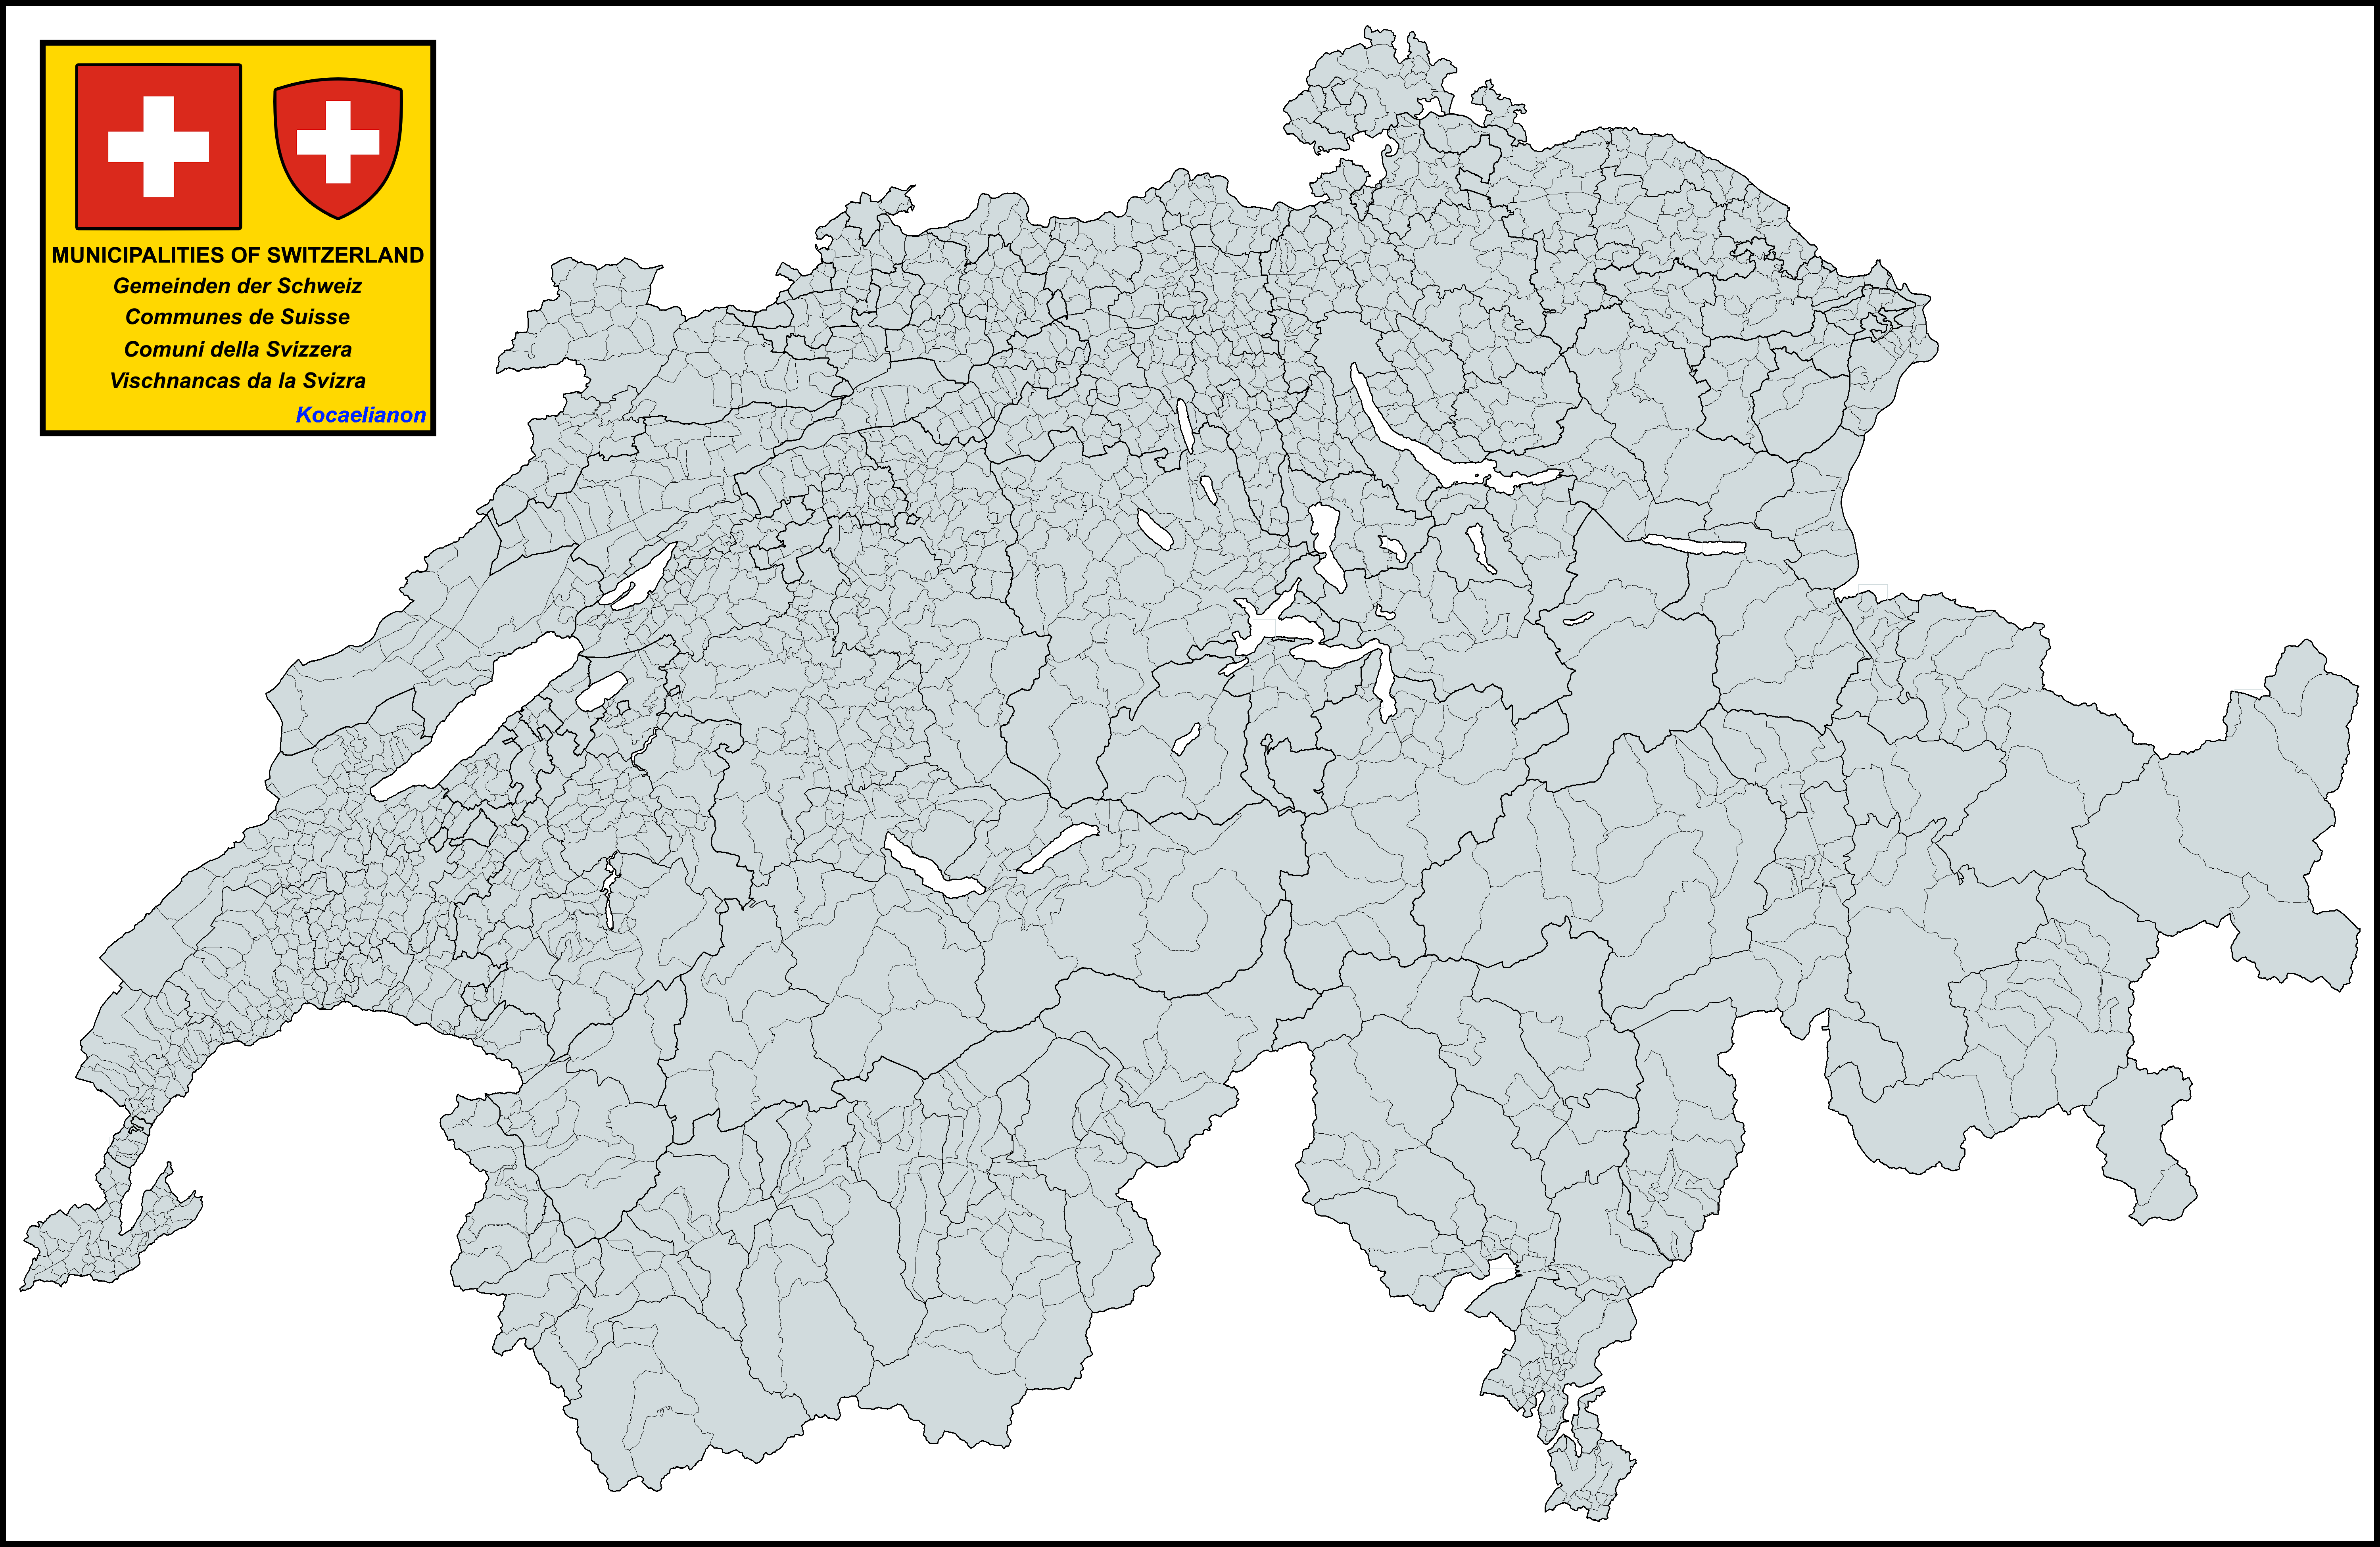 MUNICIPALITIES OF SWITZERLAND
Gemeinden der Schweiz
Communes de Suisse
Comuni della Svizzera
Vischnancas da la Svizra
Kocaelianon